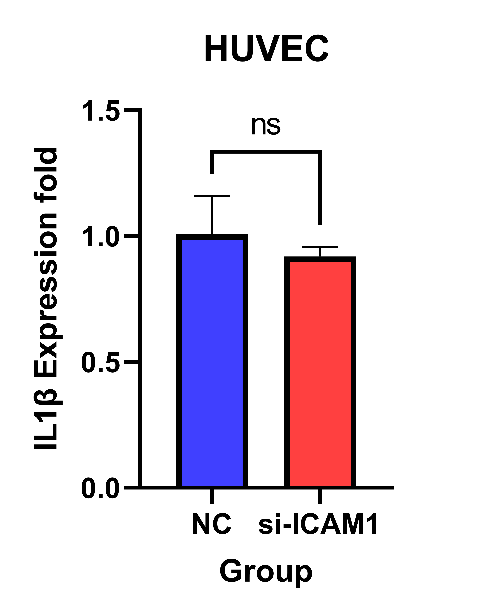 HUVEC
1.5
ns
1.0
0.5
0.0
IL1β Expression fold
NC si-ICAM1
Group